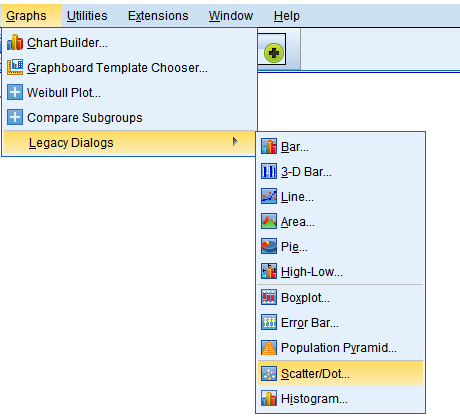 Graphs Utilities Extensions Window Help
Chart Builder...
Graphboard Template Chooser...
Weibull Plot...
Compare Subgroups
Legacy Dialogs
Bar...
3-D Bar...
Line...
Area...
Pie...
High-Low...
Boxplot...
Error Bar...
Population Pyramid...
Scatter/Dot...
Histogram...